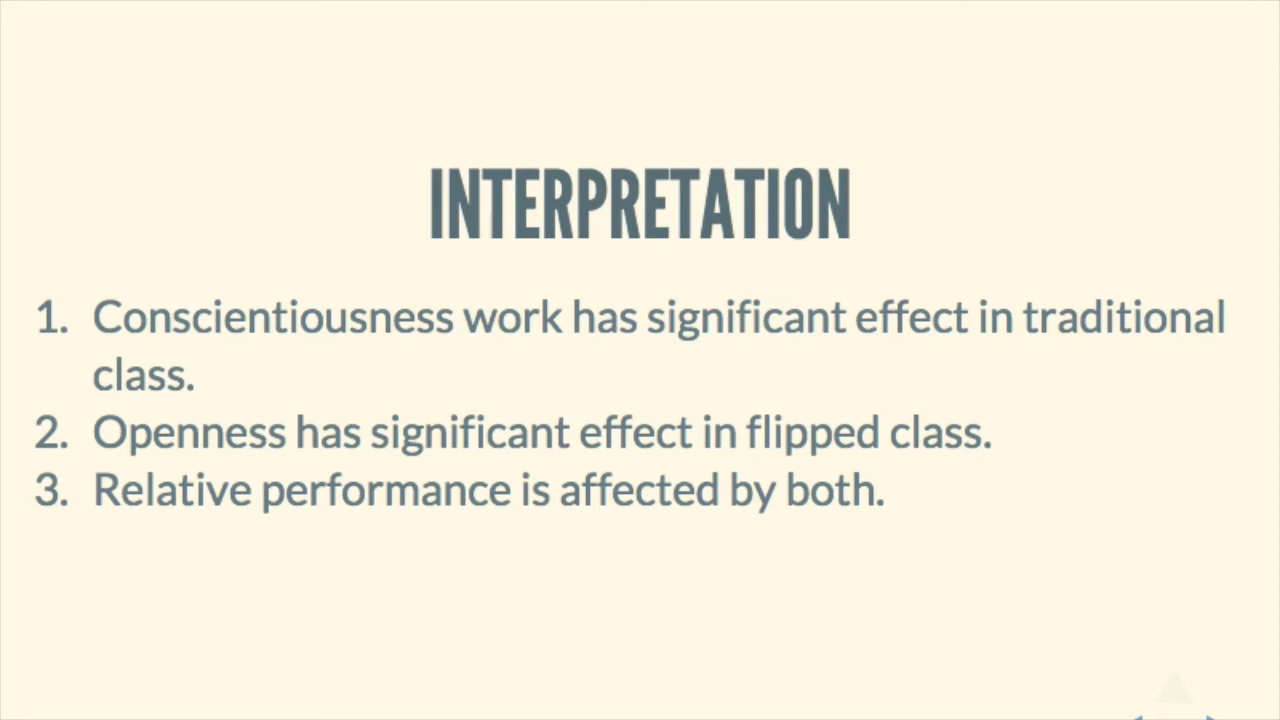 INTERPRETATION
1. Conscientiousness work has significant effect in traditional
class.
2. Openness has significant effect in flipped class.
3. Relative performance is affected by both.